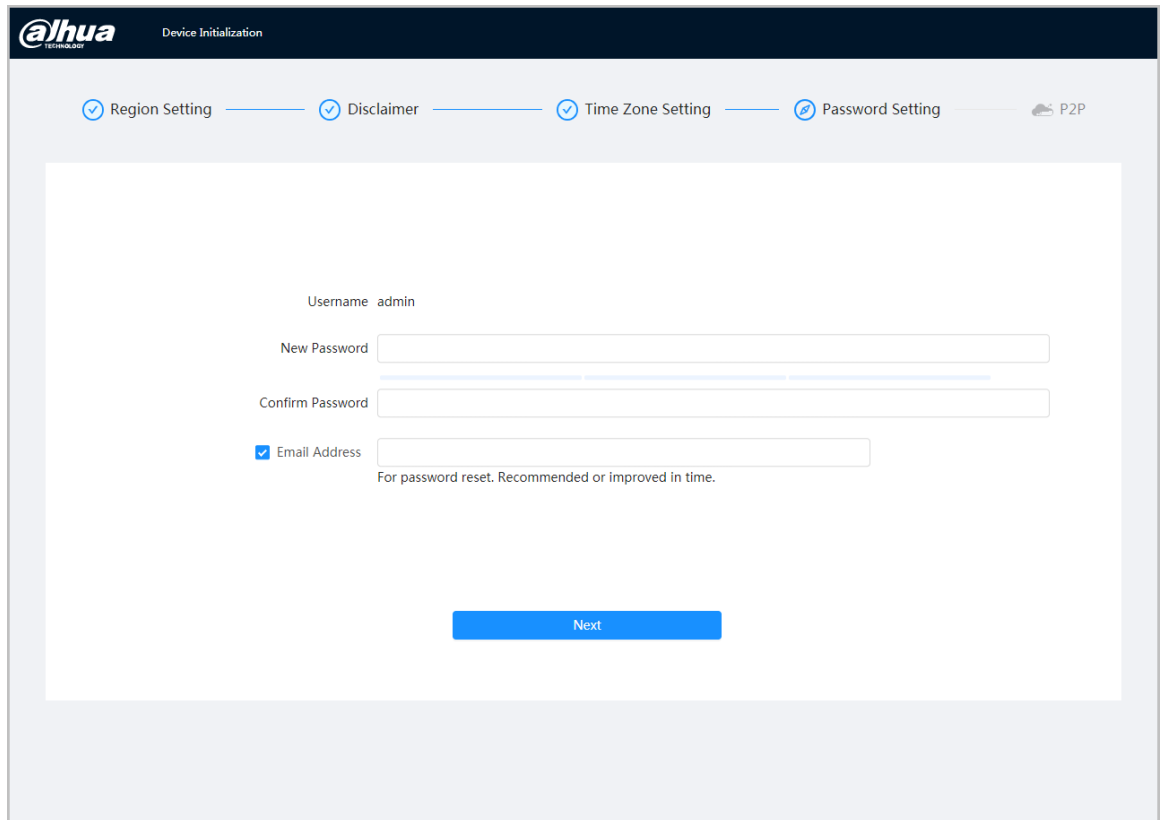 alhua
TECHNOLOGY
Device Initialization
Region Setting
Disclaimer
Time Zone Setting
Password Setting
P2P
Username admin
New Password
Confirm Password
Email Address
For password reset. Recommended or improved in time.
Next